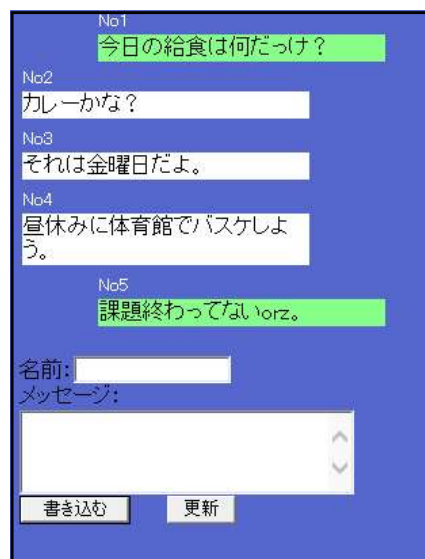 No1
今日の給食は何だっけ？
No2
カレーかな？
No3
それは金曜日だよ。
No4
昼休みに体育館でバスケしよ
う。
No5
課題終わってないorz。
名前:
メッセージ:
書き込む 更新